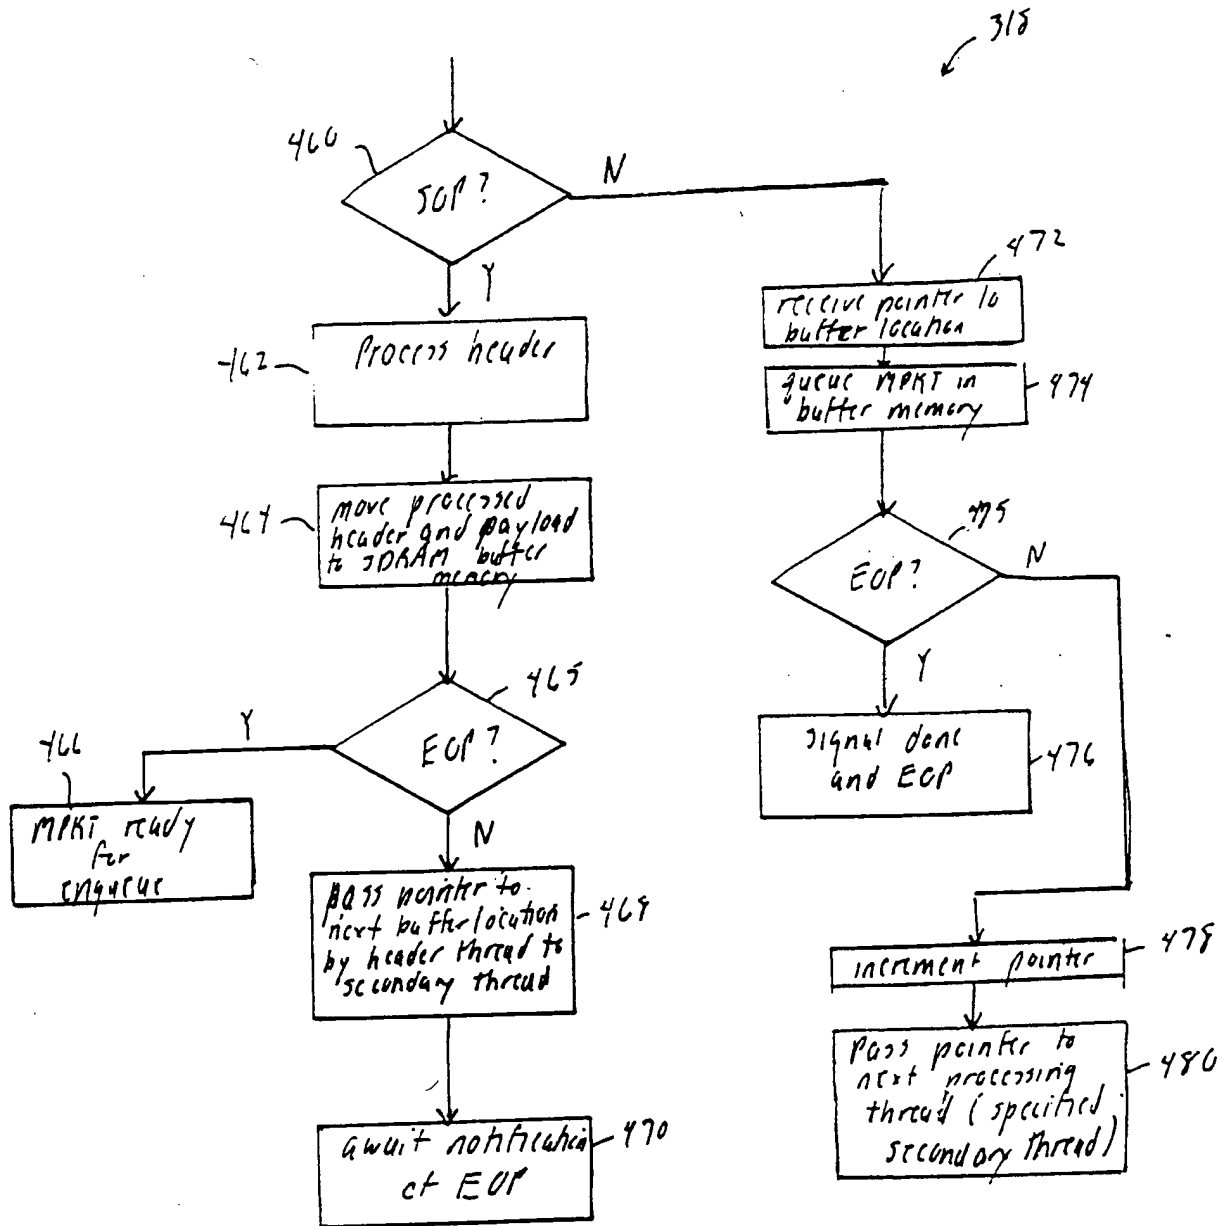 318
460
SOP?
N
Y
472
receive pointer to
buffer location
462
Process header
queue MPKT in
buffer memory
474
464
move processed
header and payload
to SDRAM buffer
memory
475
EOP?
N
Y
465
EOP?
Y
N
signal done
and EOP
476
466
MPKT ready
for
enqueue
pass pointer to
next buffer location
by header thread to
secondary thread
468
increment pointer
478
Pass pointer to
next processing
thread (specified
secondary thread)
480
await notification
of EOP
470